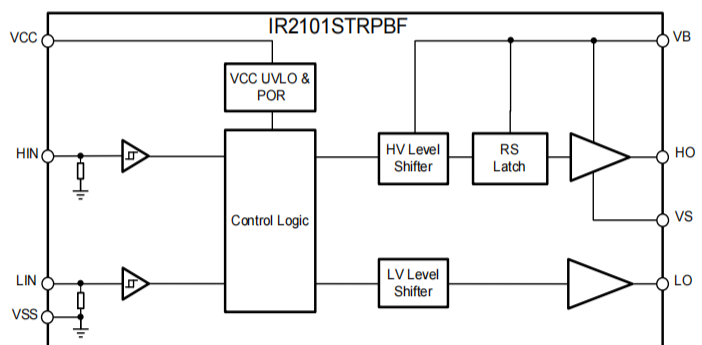 IR2101STRPBF
VCC
VB
VCC UVLO &
POR
HIN
HV Level
Shifter
RS
Latch
HO
Control Logic
VS
LIN
LV Level
Shifter
LO
VSS